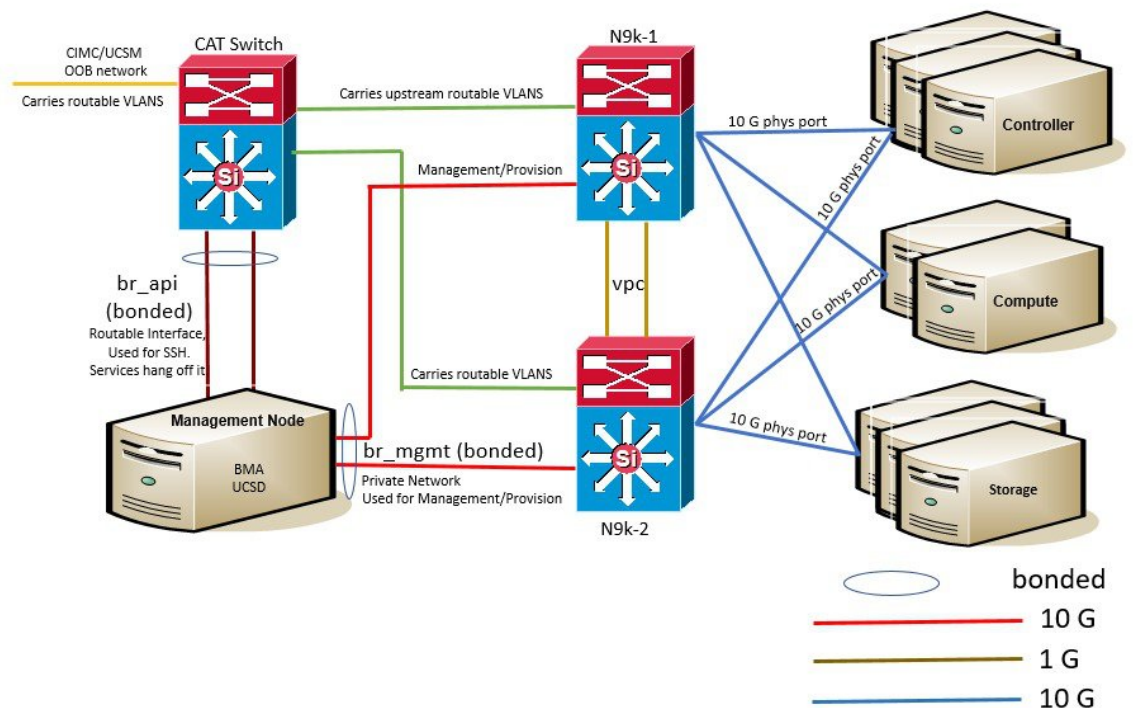 CAT Switch
N9k-1
CIMC/UCSM
OOB network
Carries routable VLANS
Carries upstream routable VLANS
Si
Si
Management/Provision
10 G phys port
10 G phys port
Controller
br_api
(bonded)
Routable Interface,
Used for SSH.
Services hang off it
vpc
10 G phys port
Compute
Carries routable VLANS
Management Node
BMA
UCSD
br_mgmt (bonded)
Private Network
Used for Management/Provision
Si
N9k-2
10 G phys port
Storage
bonded
10 G
1 G
10 G